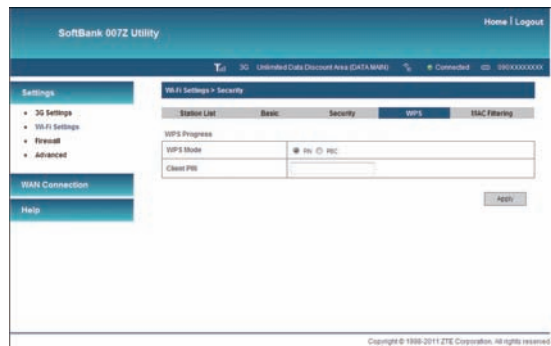 Home | Logout
SoftBank 007Z Utility
3G Unlimited Data Discount Area (DATA MAIN) Connected 090XXXXXXXX
Settings
3G Settings
Wi-Fi Settings
Firewall
Advanced
WAN Connection
Help
Wi-Fi Settings > Security
Station List Basic Security WPS MAC Filtering
WPS Progress
WPS Mode PIN PBC
Client PIN
Apply
Copyright © 1998-2011 ZTE Corporation. All rights reserved